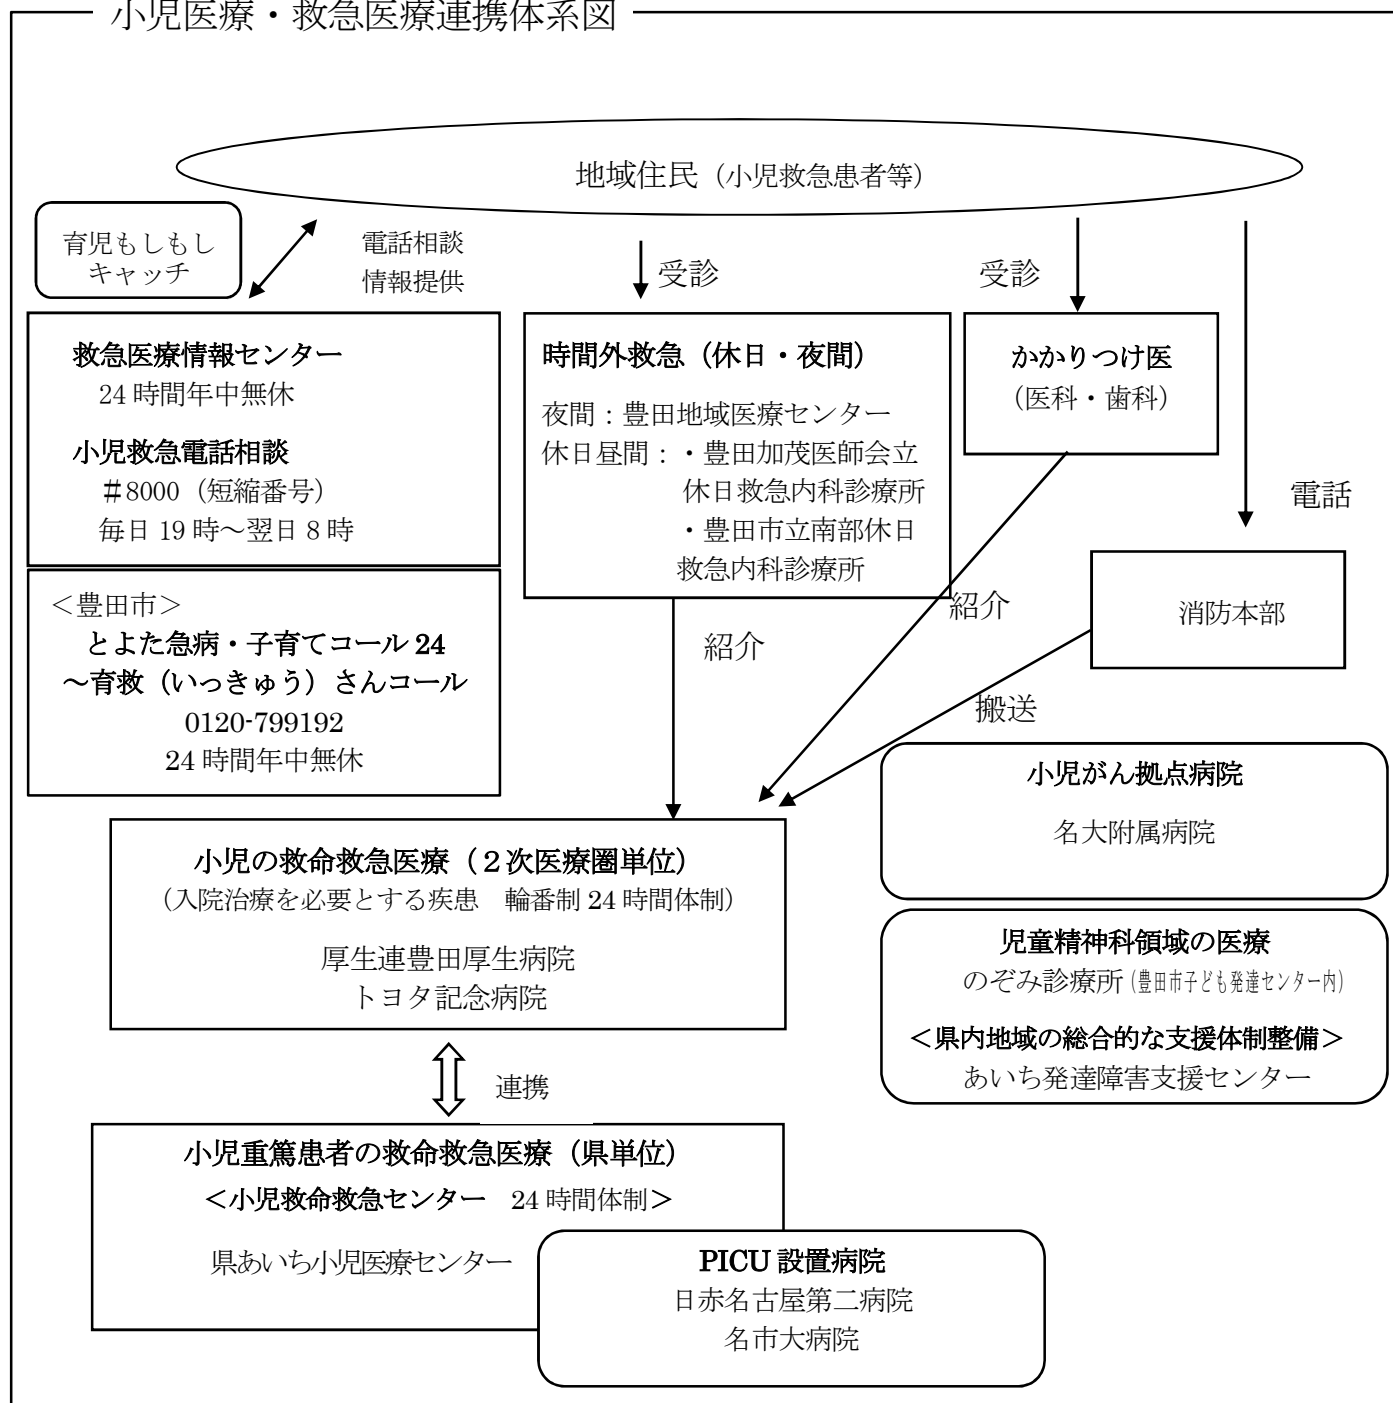 小児医療・救急医療連携体系図
地域住民（小児救急患者等）
育児もしもし
キャッチ
電話相談
情報提供
受診
受診
電話
救急医療情報センター
24時間年中無休
小児救急電話相談
＃8000（短縮番号）
毎日19時～翌日8時
＜豊田市＞
とよた急病・子育てコール24
～育救（いっきゅう）さんコール
0120-799192
24時間年中無休
時間外救急（休日・夜間）
夜間：豊田地域医療センター
休日昼間：・豊田加茂医師会立
休日救急内科診療所
・豊田市立南部休日
救急内科診療所
かかりつけ医
（医科・歯科）
消防本部
紹介
紹介
搬送
小児の救命救急医療（２次医療圏単位）
（入院治療を必要とする疾患　輪番制24時間体制）
厚生連豊田厚生病院
トヨタ記念病院
小児がん拠点病院
名大附属病院
児童精神科領域の医療
のぞみ診療所（豊田市子ども発達センター内）
＜県内地域の総合的な支援体制整備＞
あいち発達障害支援センター
連携
小児重篤患者の救命救急医療（県単位）
＜小児救命救急センター　24時間体制＞
県あいち小児医療センター
PICU設置病院
日赤名古屋第二病院
名市大病院